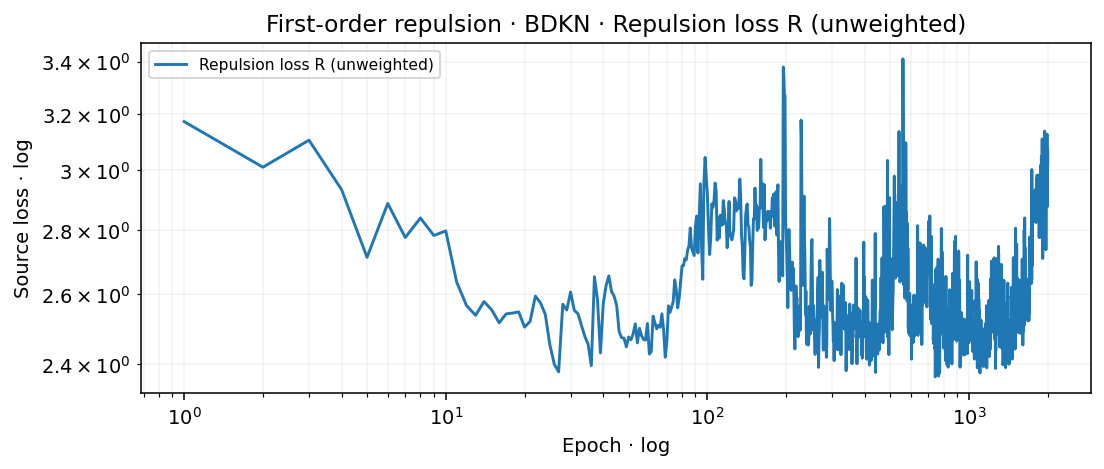 First-order repulsion · BDKN · Repulsion loss R (unweighted)
Repulsion loss R (unweighted)
3.4 × 10⁰
3.2 × 10⁰
3 × 10⁰
2.8 × 10⁰
2.6 × 10⁰
2.4 × 10⁰
Source loss · log
10⁰ 10¹ 10² 10³
Epoch · log